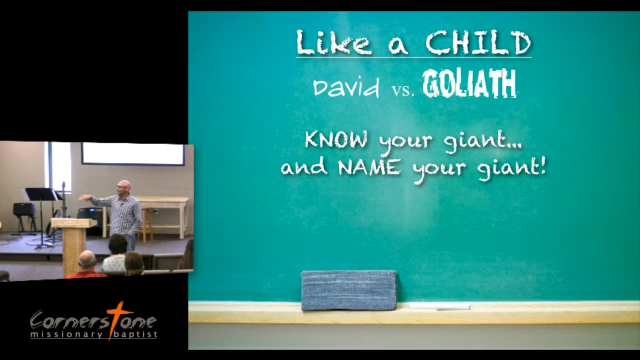 Like a CHILD
David vs. GOLIATH
KNOW your giant...
and NAME your giant!
Cornerstone
missionary baptist